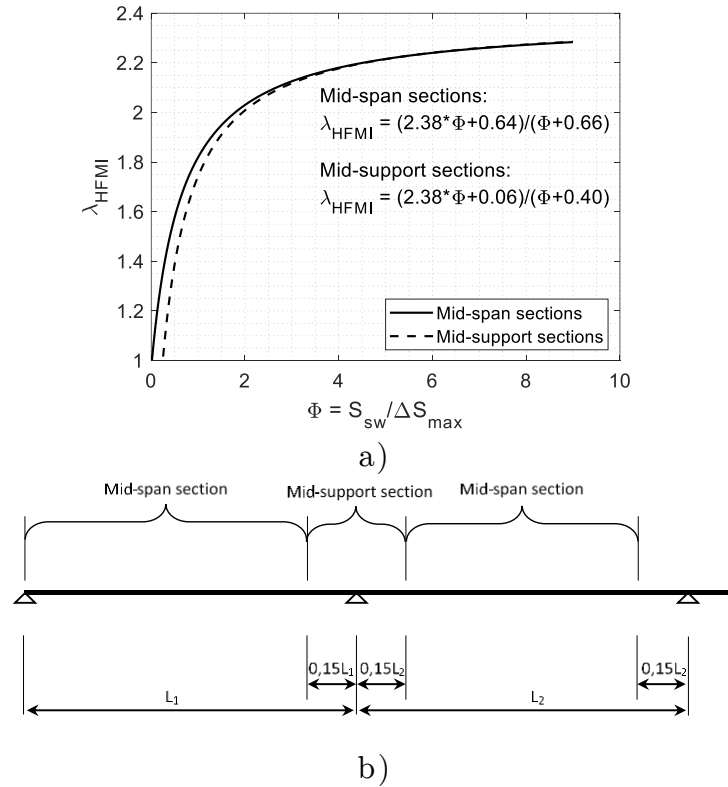 2.4
2.2
2
1.8
1.6
1.4
1.2
1
λHFMI
Mid-span sections:
λHFMI = (2.38*Φ+0.64)/(Φ+0.66)
Mid-support sections:
λHFMI = (2.38*Φ+0.06)/(Φ+0.40)
Mid-span sections
Mid-support sections
0 2 4 6 8 10
Φ = Ssw/ΔSmax
a)
Mid-span section Mid-support section Mid-span section
0,15L1 0,15L2 0,15L2
L1 L2
b)